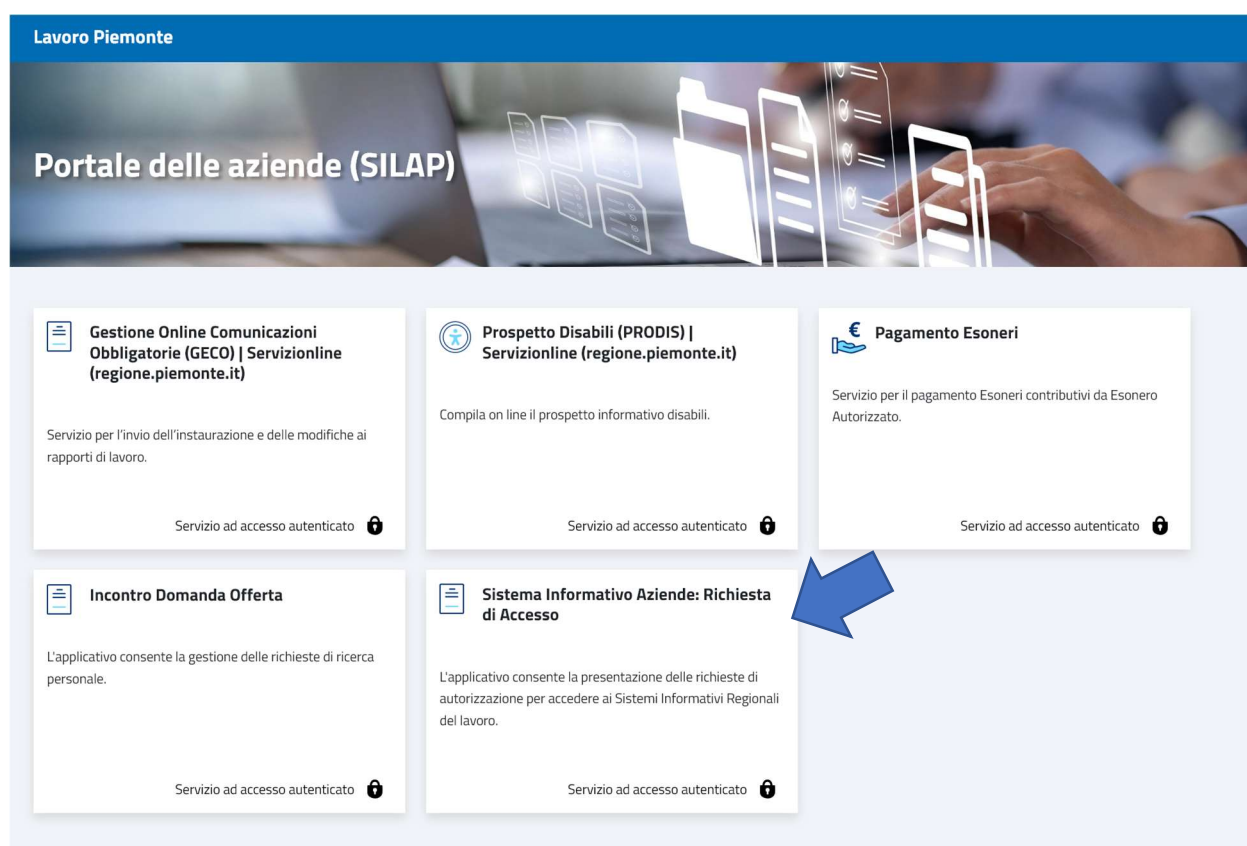 Lavoro Piemonte
Portale delle aziende (SILAP)
Gestione Online Comunicazioni
Obbligatorie (GECO) | Servizionline
(regione.piemonte.it)
Servizio per l'invio dell'instaurazione e delle modifiche ai
rapporti di lavoro.
Servizio ad accesso autenticato
Prospetto Disabili (PRODIS) |
Servizionline (regione.piemonte.it)
Compila on line il prospetto informativo disabili.
Servizio ad accesso autenticato
€
Pagamento Esoneri
Servizio per il pagamento Esoneri contributivi da Esonero
Autorizzato.
Servizio ad accesso autenticato
Incontro Domanda Offerta
L'applicativo consente la gestione delle richieste di ricerca
personale.
Servizio ad accesso autenticato
Sistema Informativo Aziende: Richiesta
di Accesso
L'applicativo consente la presentazione delle richieste di
autorizzazione per accedere ai Sistemi Informativi Regionali
del lavoro.
Servizio ad accesso autenticato